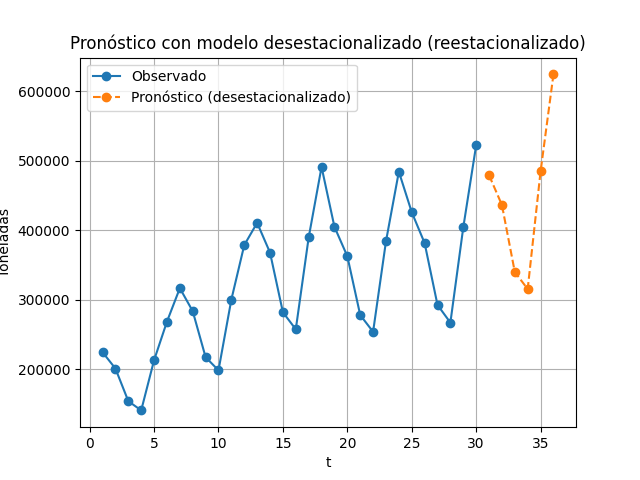 Pronóstico con modelo desestacionalizado (reestacionalizado)
Observado
Pronóstico (desestacionalizado)
600000
500000
400000
300000
200000
Toneladas
0 5 10 15 20 25 30 35
t